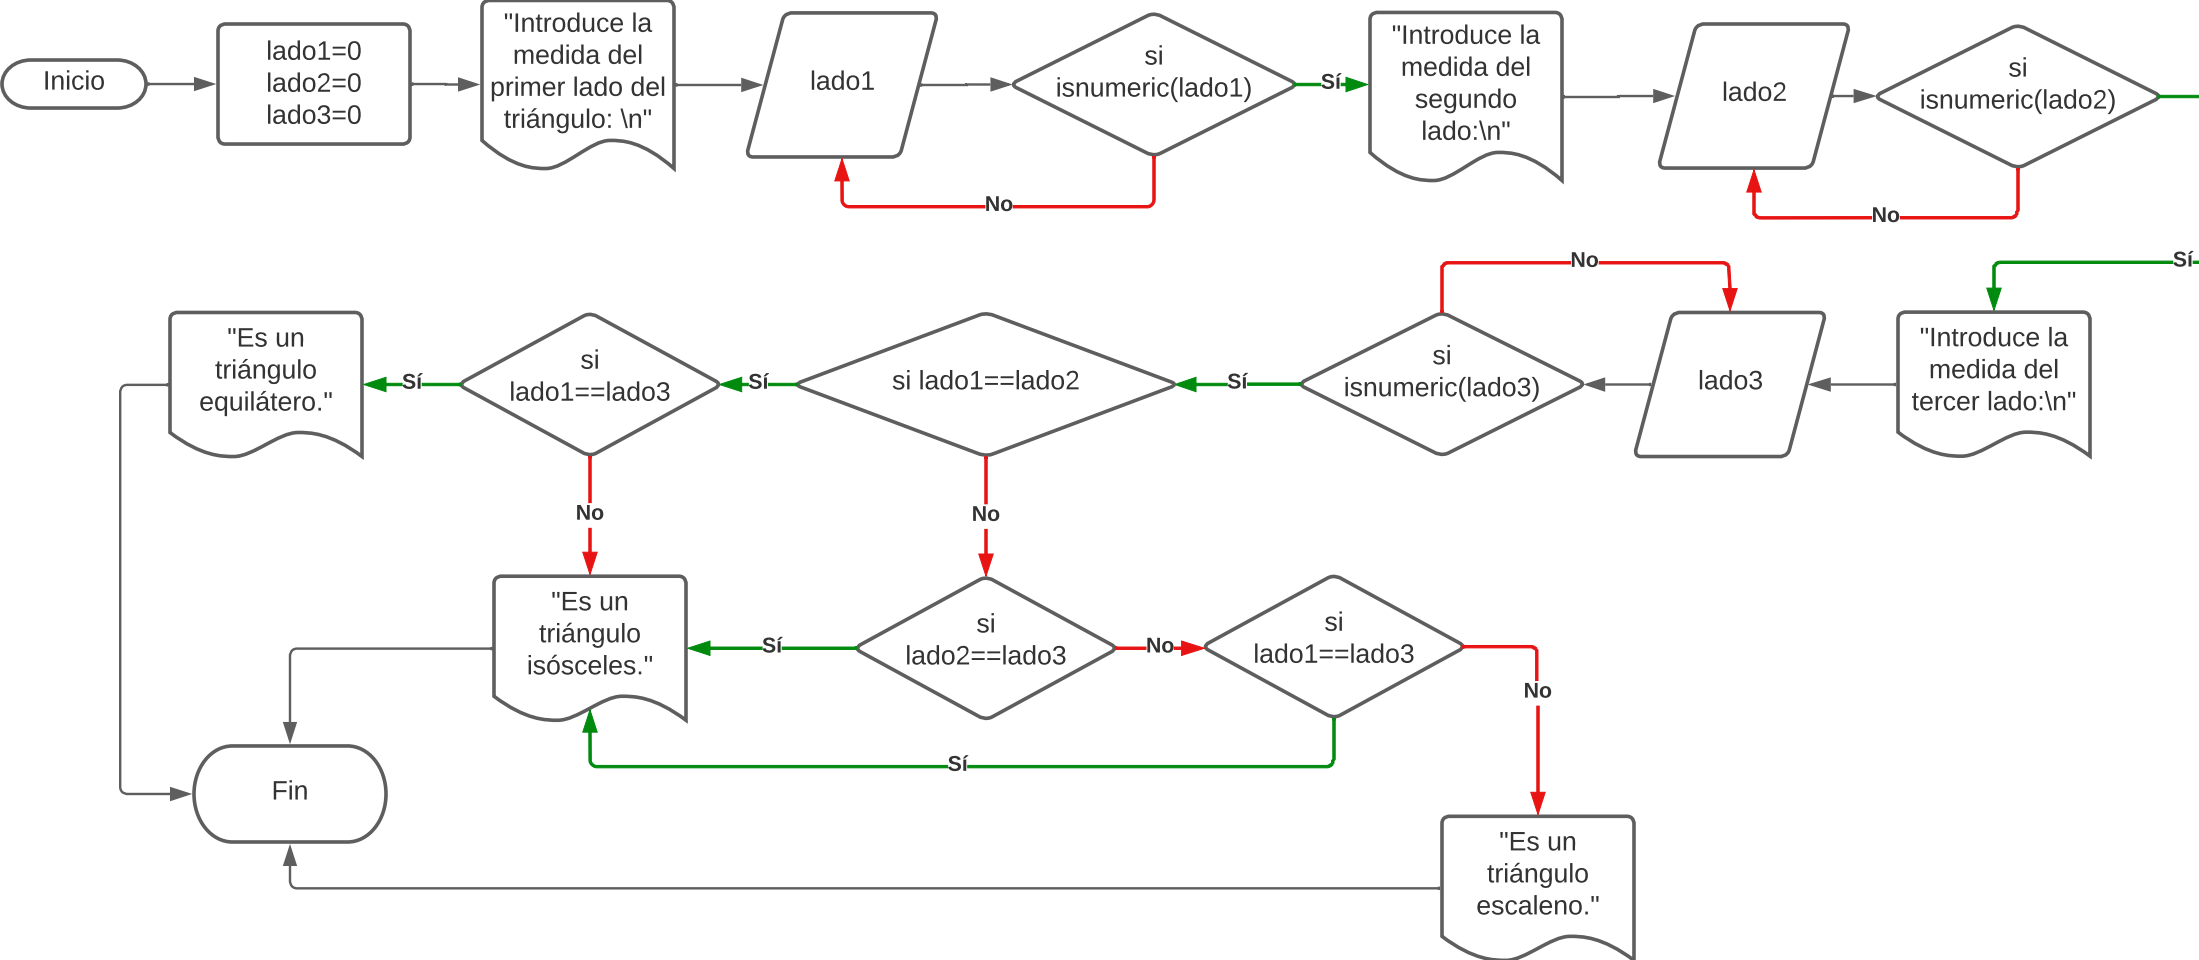 Inicio
lado1=0
lado2=0
lado3=0
"Introduce la
medida del
primer lado del
triángulo: \n"
lado1
si
isnumeric(lado1)
Sí
No
"Introduce la
medida del
segundo
lado:\n"
lado2
si
isnumeric(lado2)
No
Sí
"Introduce la
medida del
tercer lado:\n"
lado3
si
isnumeric(lado3)
No
Sí
si lado1==lado2
Sí
No
si
lado1==lado3
Sí
No
"Es un
triángulo
equilátero."
si
lado2==lado3
Sí
No
si
lado1==lado3
Sí
No
"Es un
triángulo
isósceles."
"Es un
triángulo
escaleno."
Fin